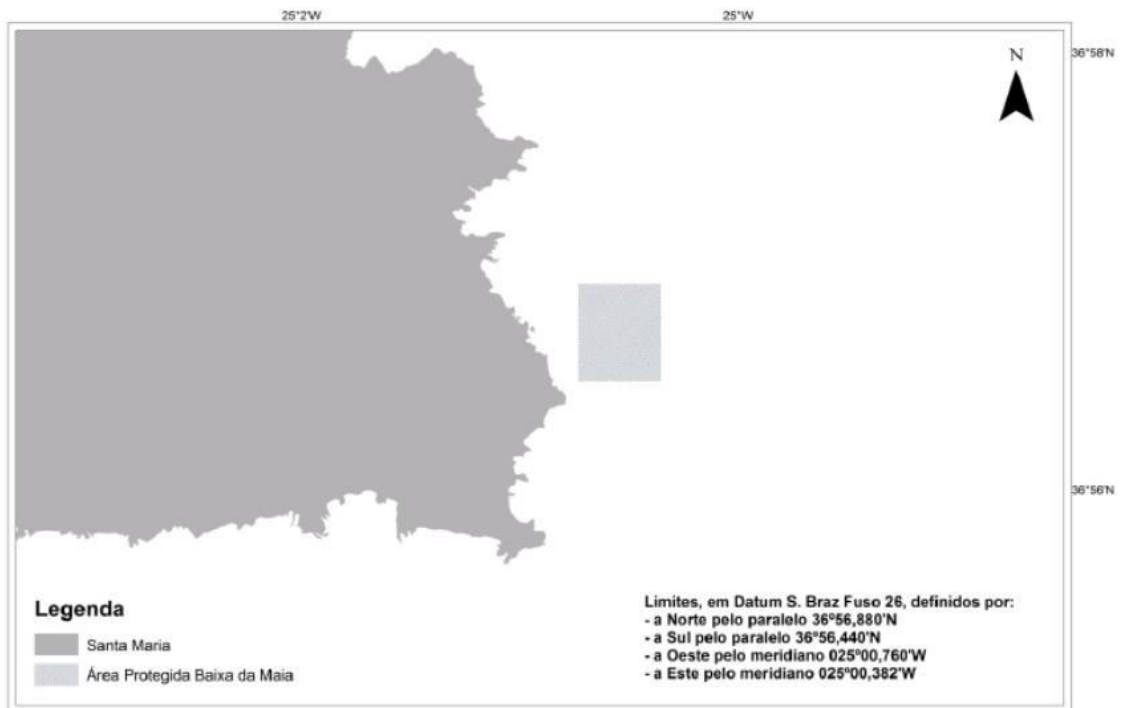 25°2'W
25°W
36°58'N
N
36°56'N
Legenda
Santa Maria
Área Protegida Baixa da Maia
Limites, em Datum S. Braz Fuso 26, definidos por:
- a Norte pelo paralelo 36º56,880'N
- a Sul pelo paralelo 36º56,440'N
- a Oeste pelo meridiano 025º00,760'W
- a Este pelo meridiano 025º00,382'W